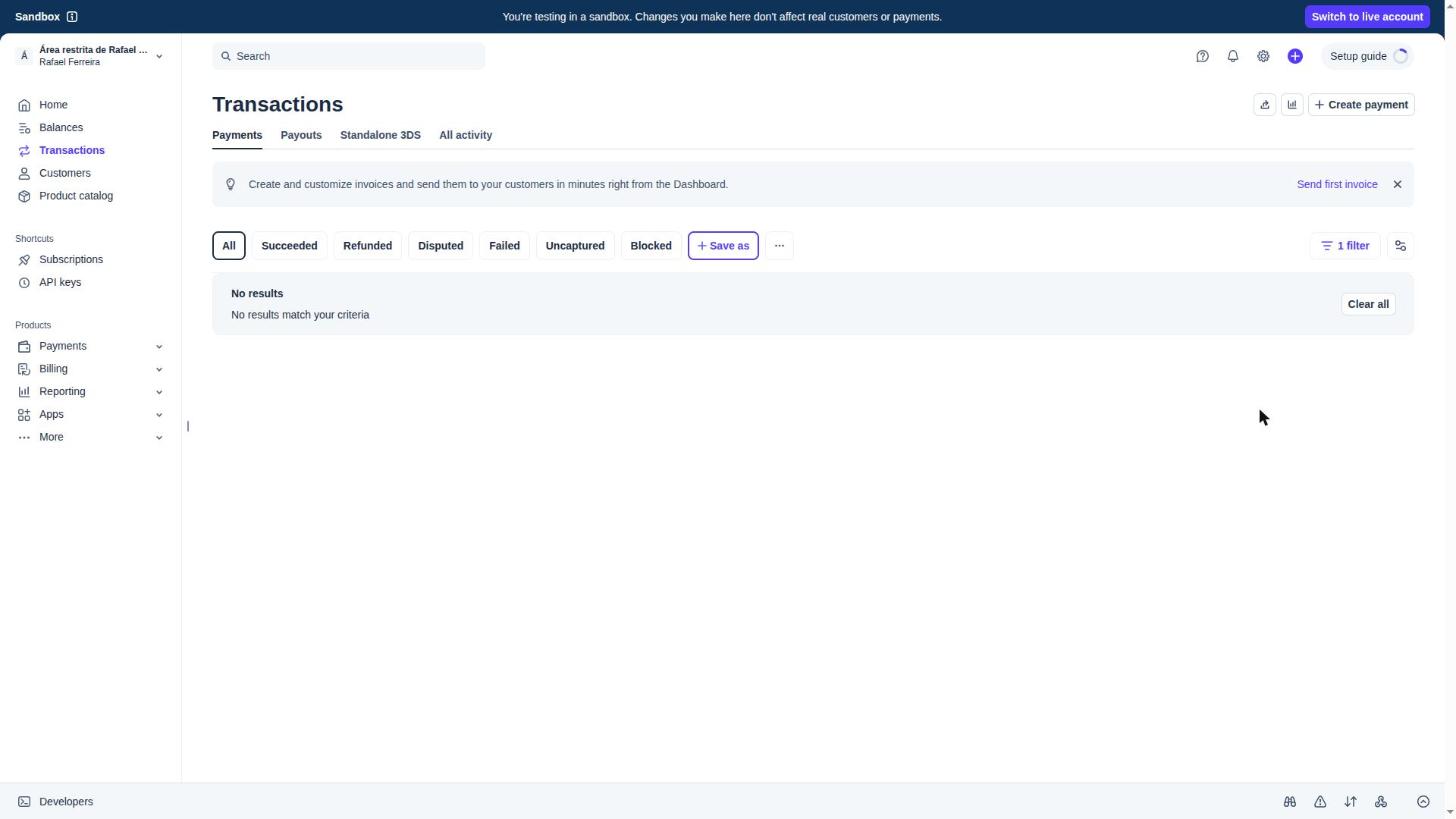 Sandbox
You're testing in a sandbox. Changes you make here don't affect real customers or payments.
Switch to live account
Á
Área restrita de Rafael ...
Rafael Ferreira
Search
Setup guide
Home
Balances
Transactions
Customers
Product catalog
Shortcuts
Subscriptions
API keys
Products
Payments
Billing
Reporting
Apps
More
Transactions
Create payment
Payments
Payouts
Standalone 3DS
All activity
Create and customize invoices and send them to your customers in minutes right from the Dashboard.
Send first invoice
All
Succeeded
Refunded
Disputed
Failed
Uncaptured
Blocked
Save as
1 filter
No results
No results match your criteria
Clear all
Developers